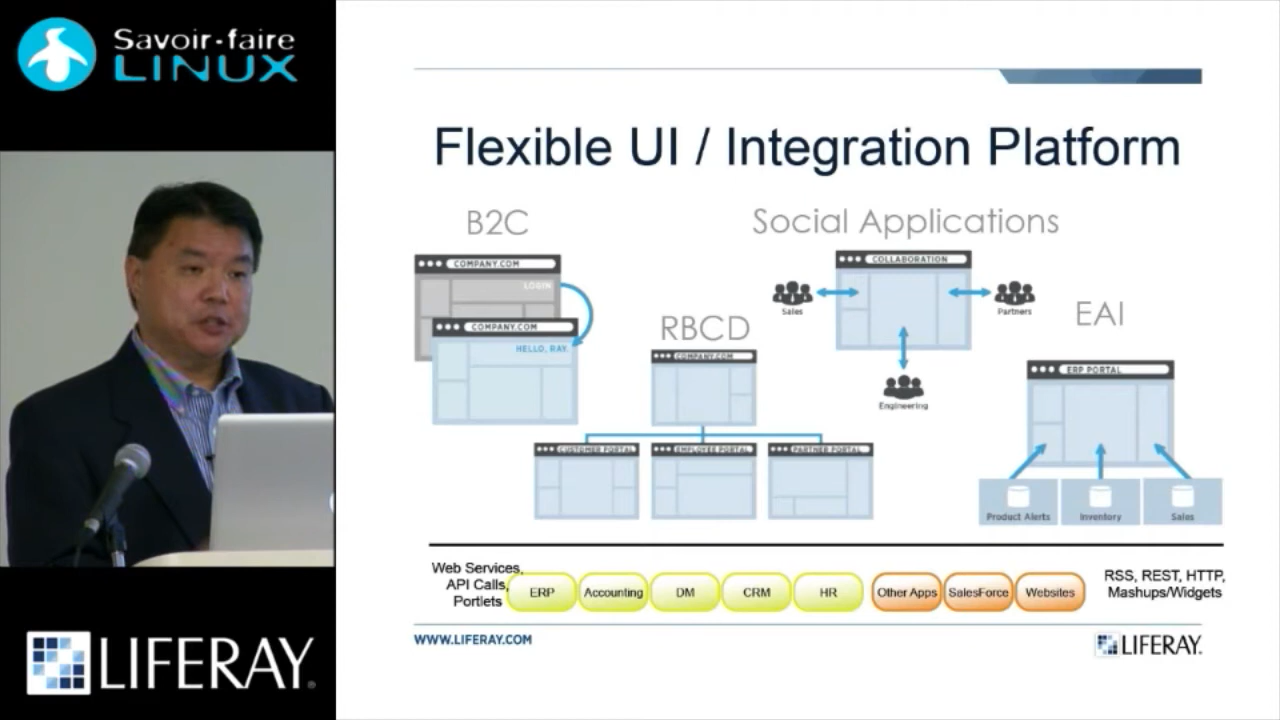 Savoir-faire
LINUX
LIFERAY.
Flexible UI / Integration Platform
B2C
Social Applications
COMPANY.COM
LOGIN
COMPANY.COM
HELLO, RAY.
RBCD
COMPANY.COM
CUSTOMER PORTAL
EMPLOYEE PORTAL
PARTNER PORTAL
COLLABORATION
Sales
Partners
Engineering
EAI
ERP PORTAL
Product Alerts
Inventory
Sales
Web Services,
API Calls,
Portlets
ERP
Accounting
DM
CRM
HR
Other Apps
SalesForce
Websites
RSS, REST, HTTP,
Mashups/Widgets
WWW.LIFERAY.COM
LIFERAY.